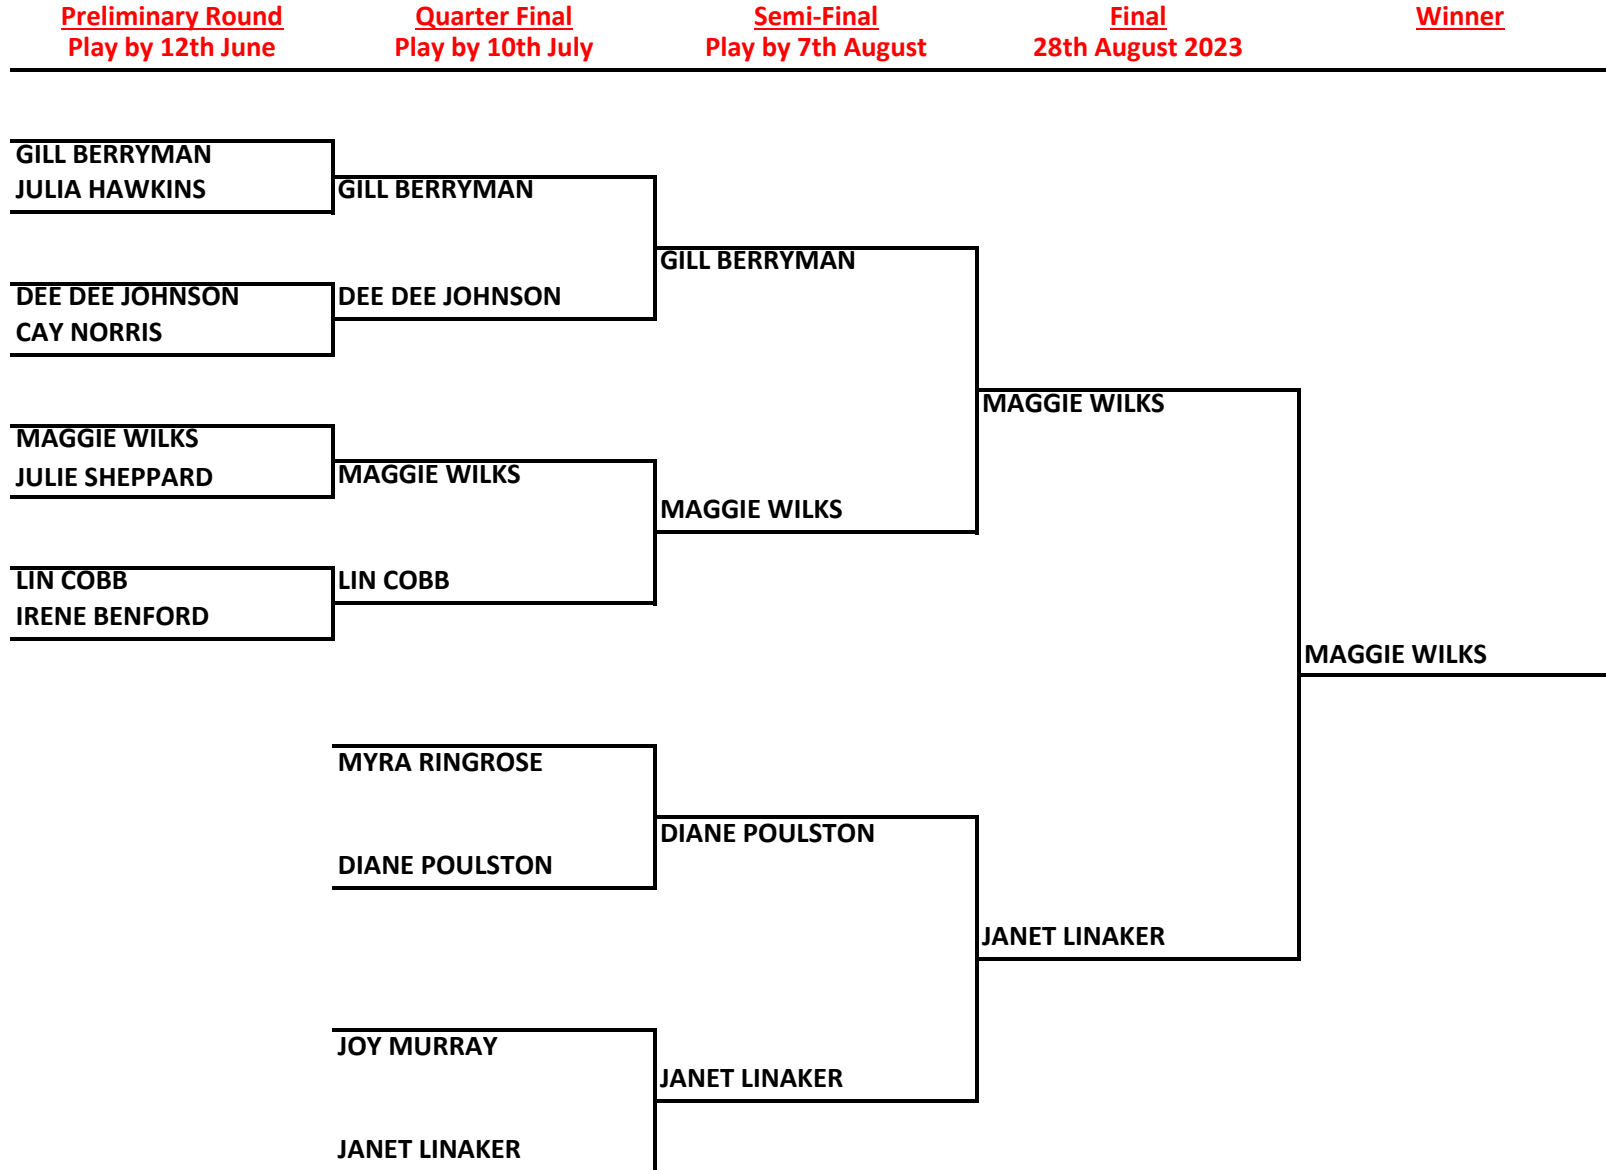 Preliminary Round
Play by 12th June
Quarter Final
Play by 10th July
Semi-Final
Play by 7th August
Final
28th August 2023
Winner
GILL BERRYMAN
JULIA HAWKINS
DEE DEE JOHNSON
CAY NORRIS
MAGGIE WILKS
JULIE SHEPPARD
LIN COBB
IRENE BENFORD
GILL BERRYMAN
DEE DEE JOHNSON
MAGGIE WILKS
LIN COBB
MYRA RINGROSE
DIANE POULSTON
JOY MURRAY
JANET LINAKER
GILL BERRYMAN
MAGGIE WILKS
DIANE POULSTON
JANET LINAKER
MAGGIE WILKS
JANET LINAKER
MAGGIE WILKS